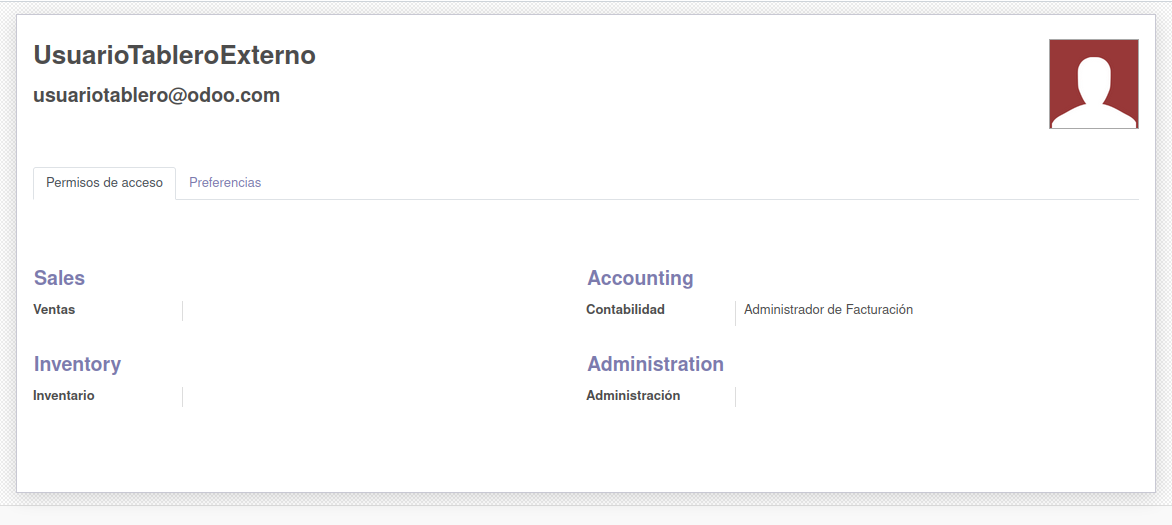 UsuarioTableroExterno
usuariotablero@odoo.com
Permisos de acceso Preferencias
Sales
Ventas
Accounting
Contabilidad Administrador de Facturación
Inventory
Inventario
Administration
Administración